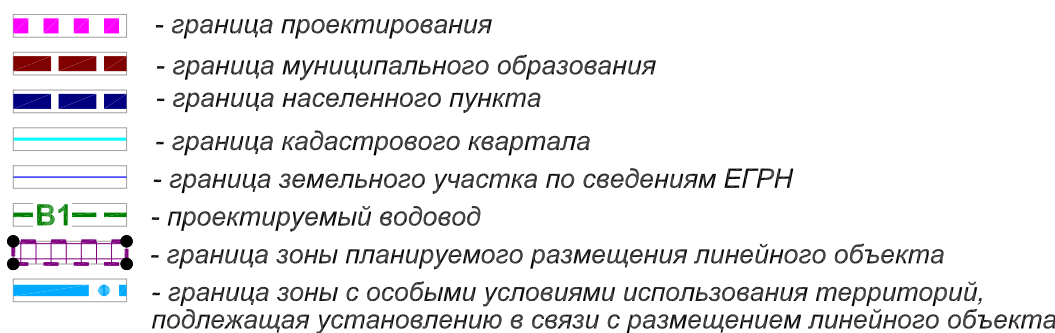 - граница проектирования
- граница муниципального образования
- граница населенного пункта
- граница кадастрового квартала
- граница земельного участка по сведениям ЕГРН
В1 - проектируемый водовод
- граница зоны планируемого размещения линейного объекта
- граница зоны с особыми условиями использования территорий,
подлежащая установлению в связи с размещением линейного объекта